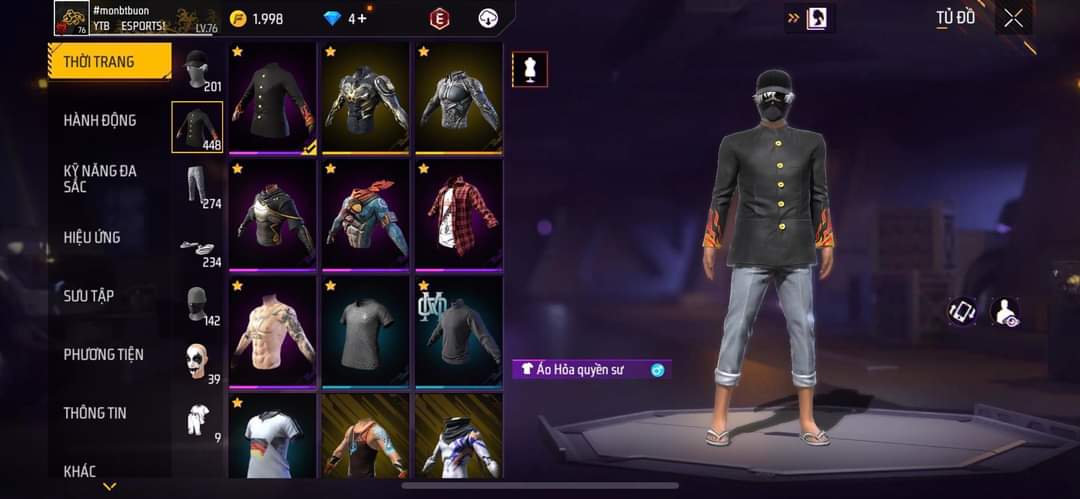 #monbtbuon
YTB ESPORTS!
76
LV.76
1.998
4+
E
TỦ ĐỒ
THỜI TRANG
HÀNH ĐỘNG
KỸ NĂNG ĐA
SẮC
HIỆU ỨNG
SƯU TẬP
PHƯƠNG TIỆN
THÔNG TIN
KHÁC
201
448
274
234
142
39
9
Áo Hỏa quyền sư